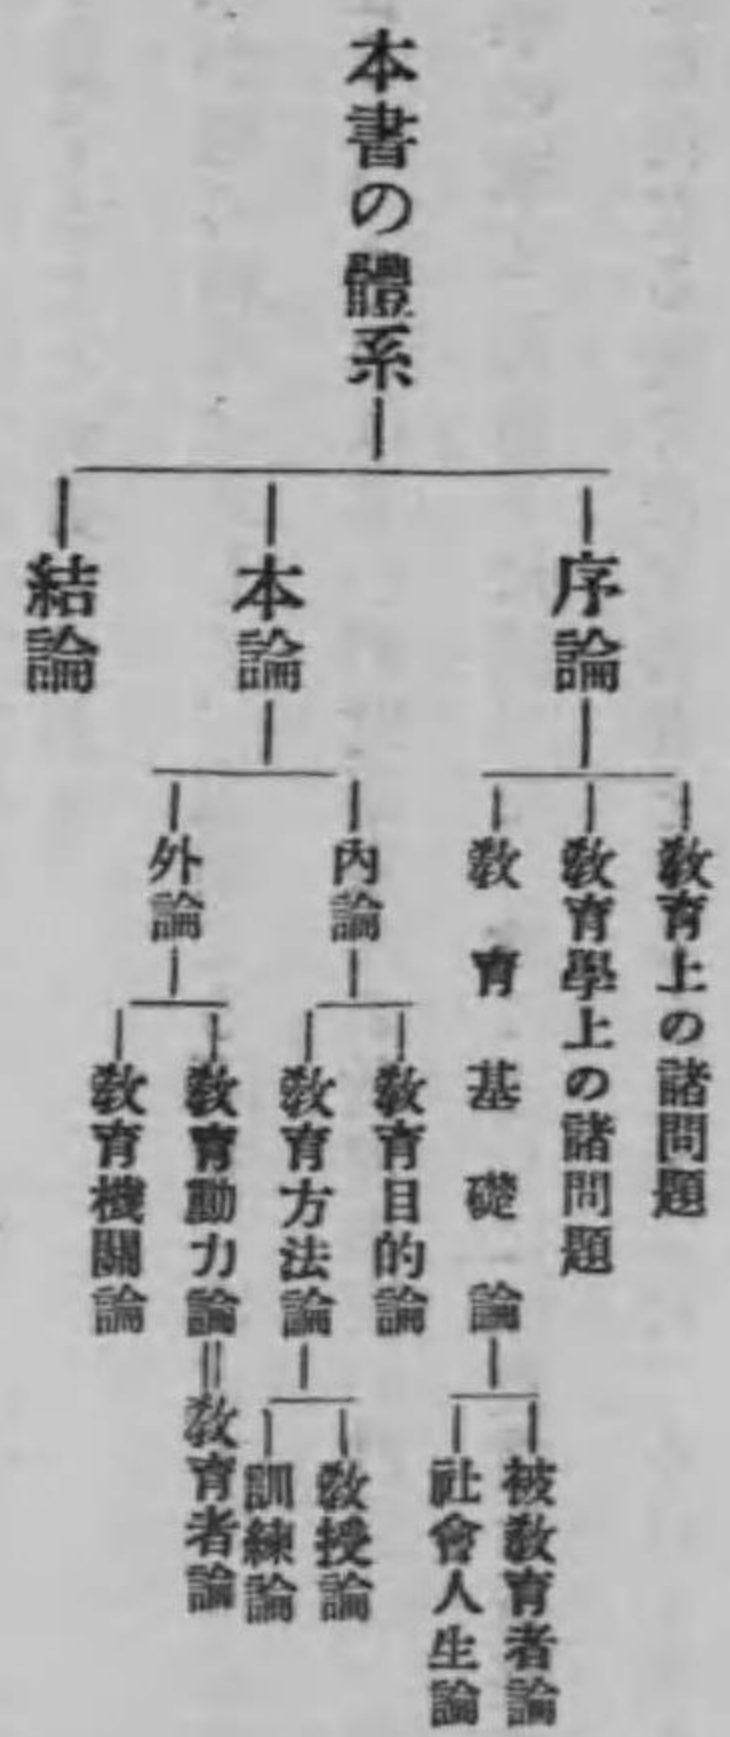 本書の體系
序論
教育上の諸問題
教育學上の諸問題
教育基礎論
被教育者論
社會人生論
本論
內論
教育目的論
教育方法論
教授論
訓練論
外論
教育動力論＝教育者論
教育機關論
結論